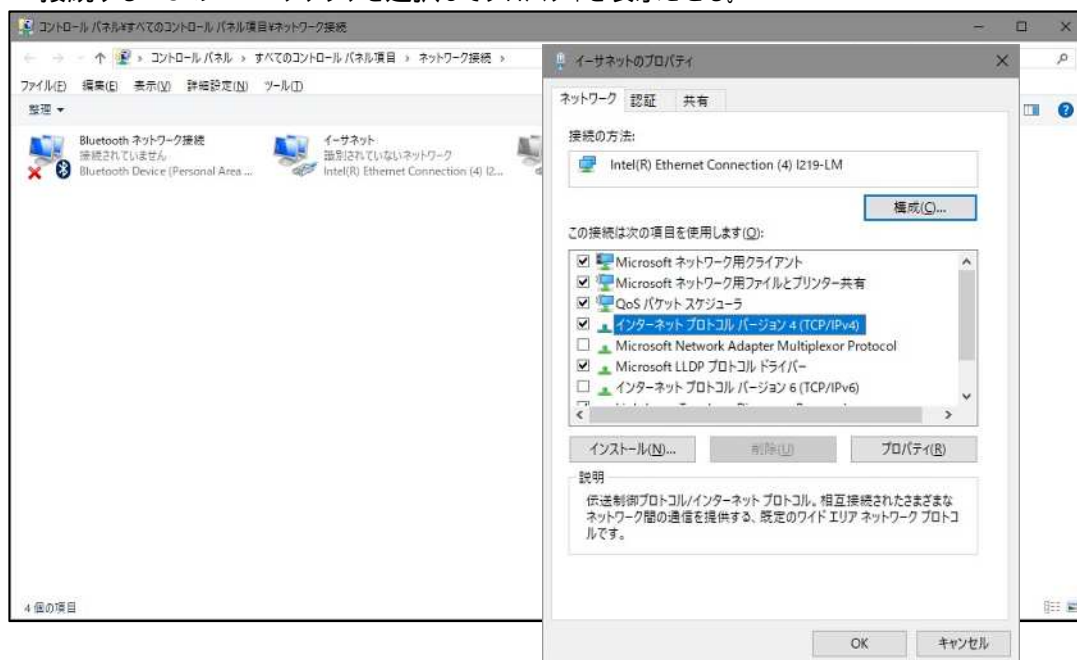 コントロール パネル¥すべてのコントロール パネル項目¥ネットワーク接続
コントロール パネル › すべてのコントロール パネル項目 › ネットワーク接続 ›
ファイル(F) 編集(E) 表示(V) 詳細設定(N) ツール(T)
整理
Bluetooth ネットワーク接続
接続されていません
Bluetooth Device (Personal Area ...
イーサネット
識別されていないネットワーク
Intel(R) Ethernet Connection (4) I2...
4 個の項目
イーサネットのプロパティ
ネットワーク 認証 共有
接続の方法:
Intel(R) Ethernet Connection (4) I219-LM
構成(C)...
この接続は次の項目を使用します(O):
Microsoft ネットワーク用クライアント
Microsoft ネットワーク用ファイルとプリンター共有
QoS パケット スケジューラ
インターネット プロトコル バージョン 4 (TCP/IPv4)
Microsoft Network Adapter Multiplexor Protocol
Microsoft LLDP プロトコル ドライバー
インターネット プロトコル バージョン 6 (TCP/IPv6)
インストール(N)... 削除(U) プロパティ(R)
説明
伝送制御プロトコル/インターネット プロトコル。相互接続されたさまざまな
ネットワーク間の通信を提供する、既定のワイド エリア ネットワーク プロトコ
ルです。
OK キャンセル